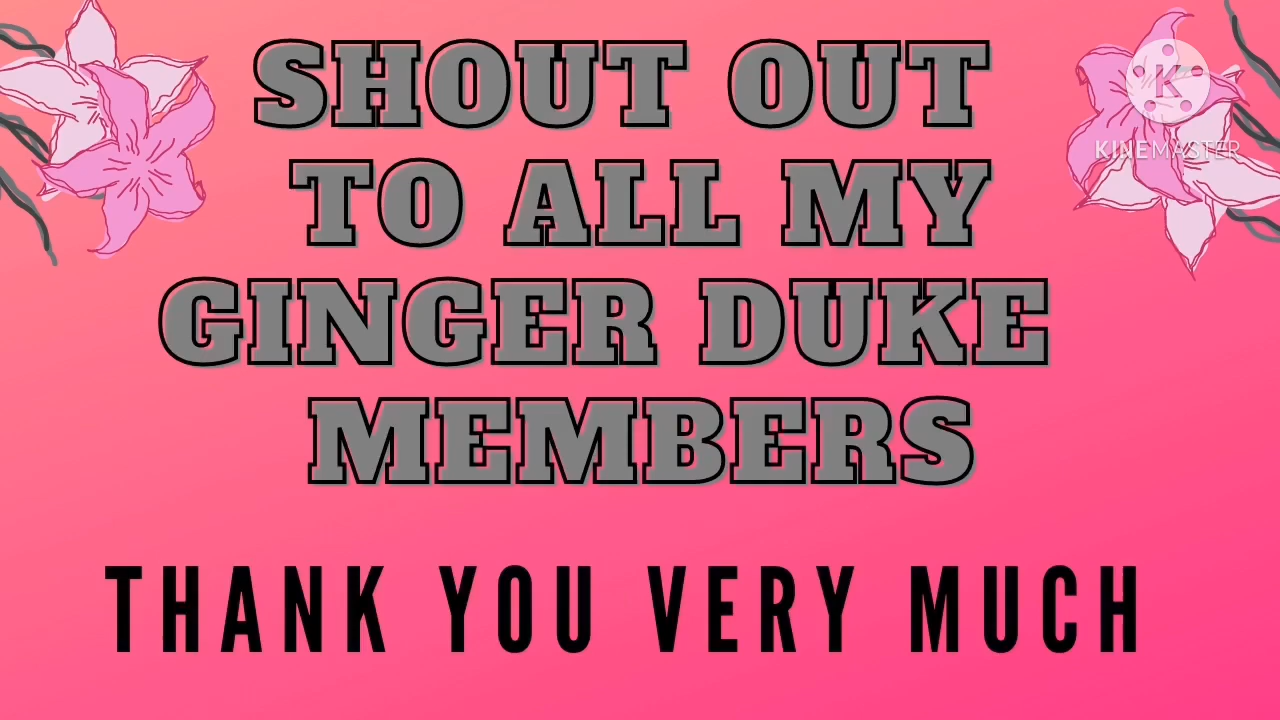 SHOUT OUT
TO ALL MY
GINGER DUKE
MEMBERS
THANK YOU VERY MUCH
K
KINEMASTER